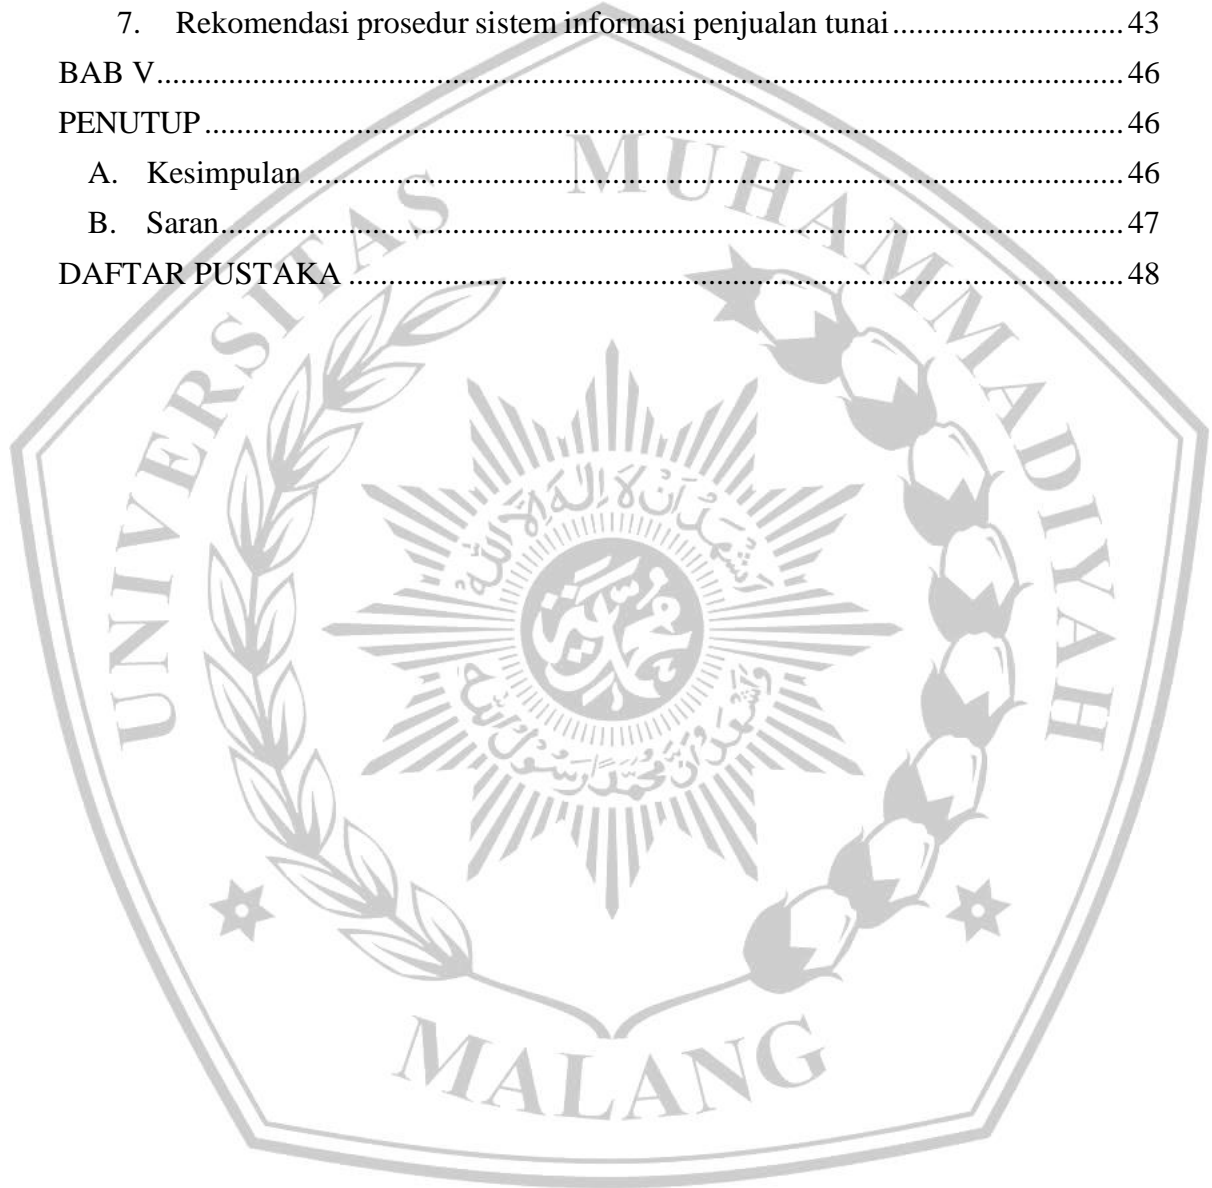 7. Rekomendasi prosedur sistem informasi penjualan tunai ............................. 43
BAB V ......................................................................................................................... 46
PENUTUP ................................................................................................................... 46
A. Kesimpulan ....................................................................................................... 46
B. Saran ................................................................................................................. 47
DAFTAR PUSTAKA ................................................................................................. 48
UNIVERSITAS MUHAMMADIYAH
MALANG